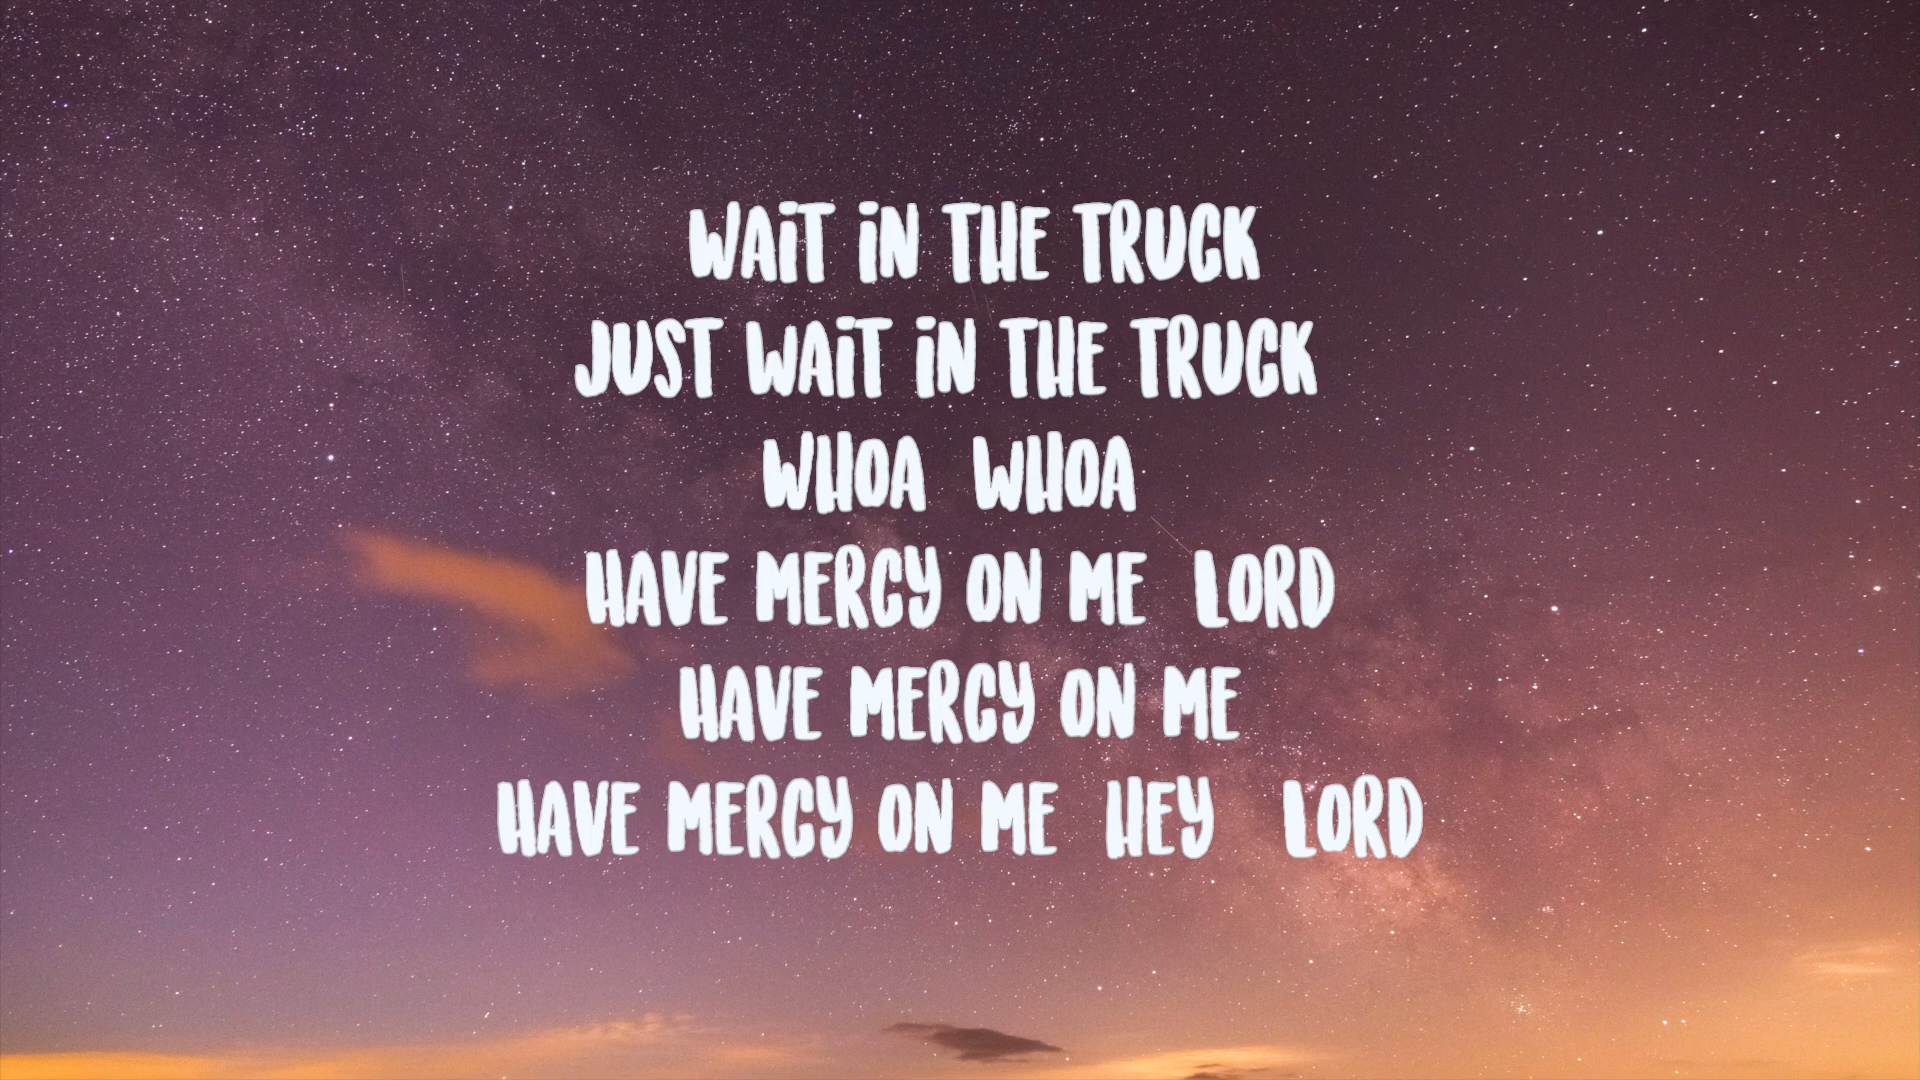 WAIT IN THE TRUCK
JUST WAIT IN THE TRUCK
WHOA WHOA
HAVE MERCY ON ME LORD
HAVE MERCY ON ME
HAVE MERCY ON ME HEY LORD